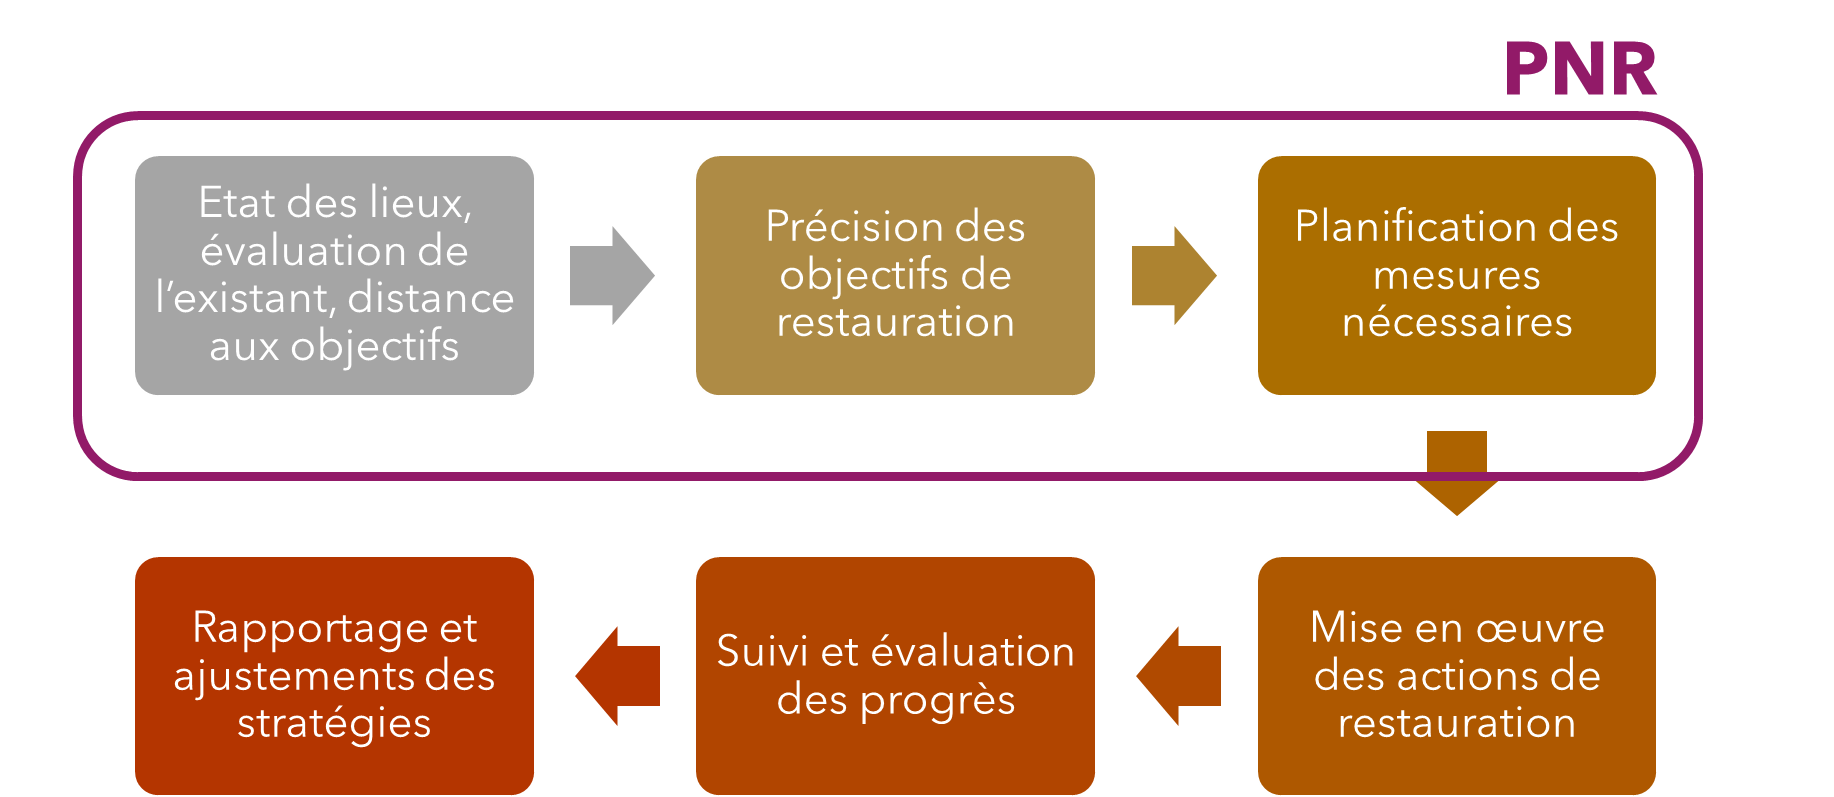 PNR
Etat des lieux,
évaluation de
l’existant, distance
aux objectifs
Précision des
objectifs de
restauration
Planification des
mesures
nécessaires
Mise en œuvre
des actions de
restauration
Suivi et évaluation
des progrès
Rapportage et
ajustements des
stratégies